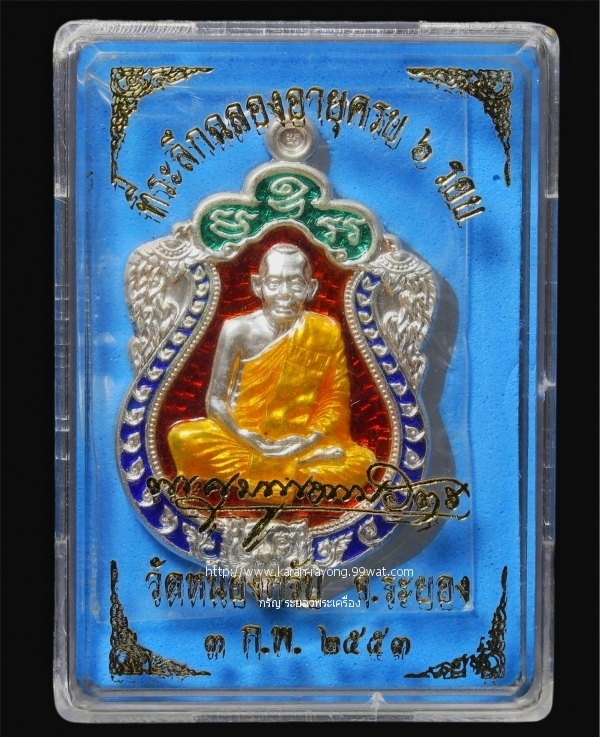 ที่ระลึกฉลองอายุครบ ๖ รอบ
http://www.karan-rayong.99wat.com/
วัดหนองกรับ จ.ระยอง
กรัญ ระยองพระเครื่อง
๓ ก.พ. ๒๕๕๓